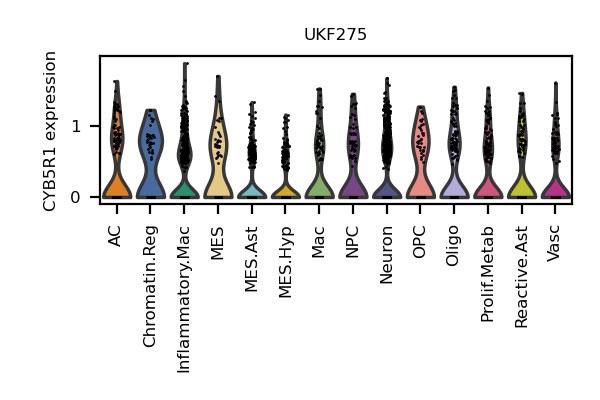 UKF275
CYB5R1 expression
1
0
AC
Chromatin.Reg
Inflammatory.Mac
MES
MES.Ast
MES.Hyp
Mac
NPC
Neuron
OPC
Oligo
Prolif.Metab
Reactive.Ast
Vasc